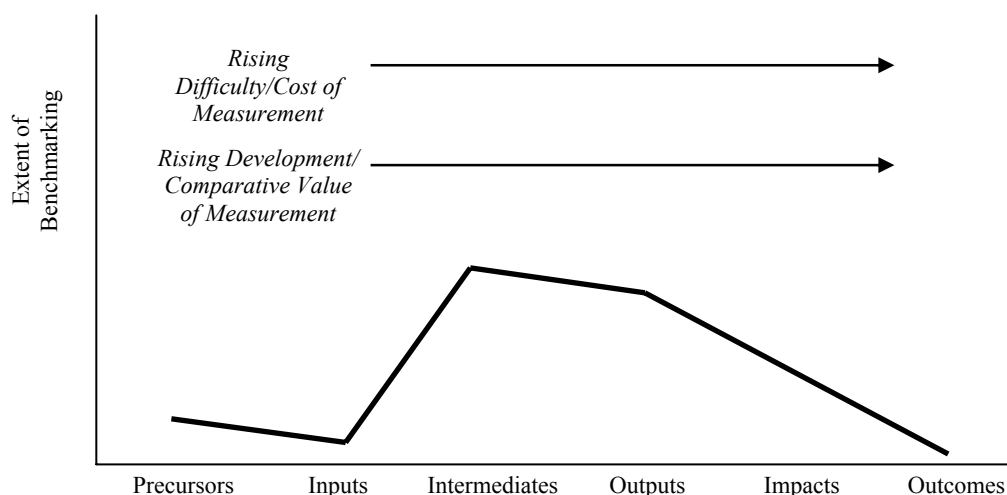 Extent of
Benchmarking
Rising
Difficulty/Cost of
Measurement
Rising Development/
Comparative Value
of Measurement
Precursors Inputs Intermediates Outputs Impacts Outcomes